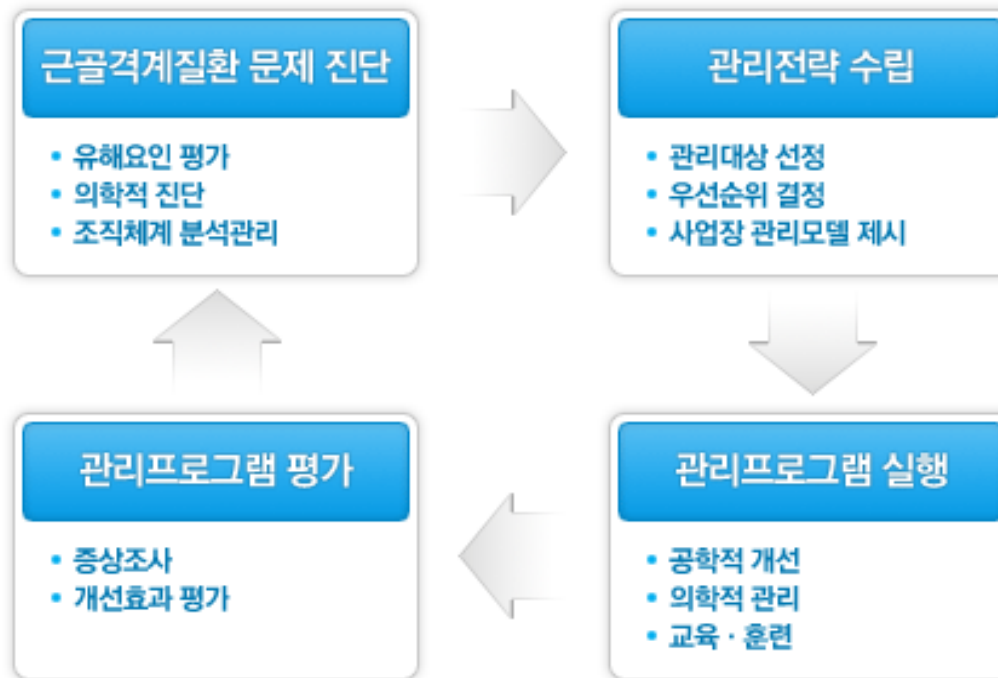 근골격계질환 문제 진단
• 유해요인 평가
• 의학적 진단
• 조직체계 분석관리
관리전략 수립
• 관리대상 선정
• 우선순위 결정
• 사업장 관리모델 제시
관리프로그램 평가
• 증상조사
• 개선효과 평가
관리프로그램 실행
• 공학적 개선
• 의학적 관리
• 교육 · 훈련